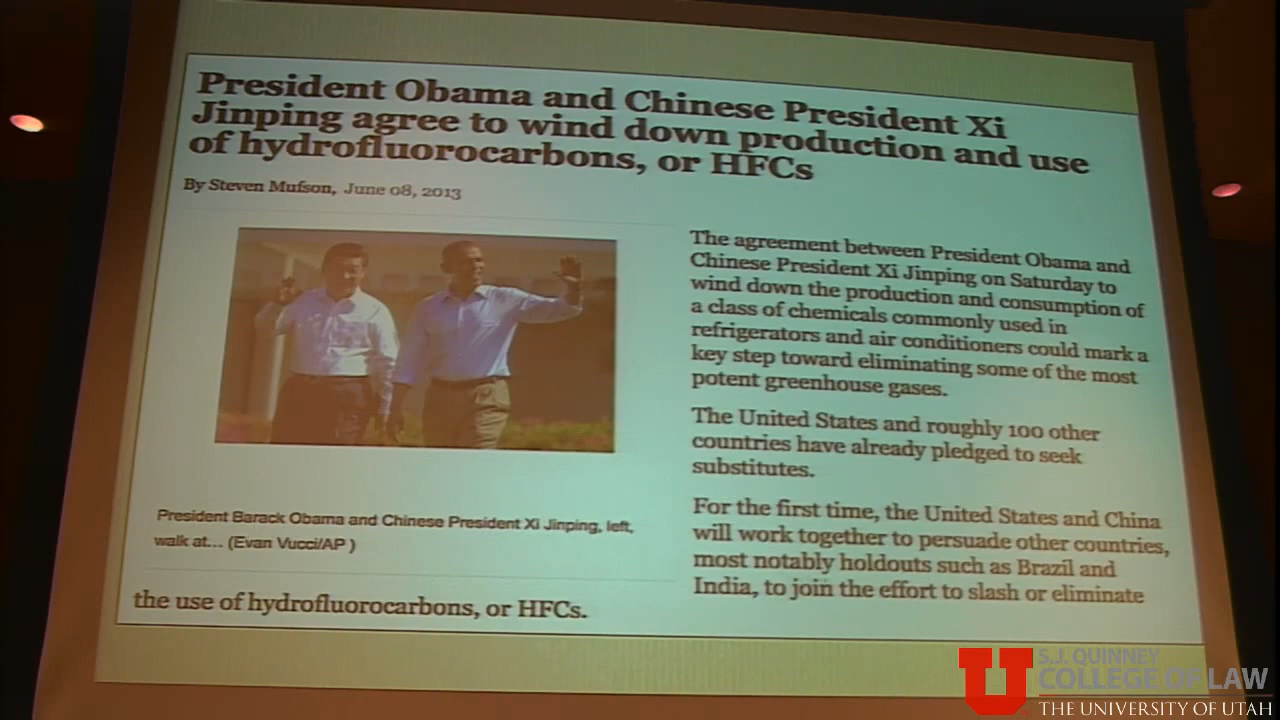 President Obama and Chinese President Xi
Jinping agree to wind down production and use
of hydrofluorocarbons, or HFCs
By Steven Mufson, June 08, 2013
The agreement between President Obama and
Chinese President Xi Jinping on Saturday to
wind down the production and consumption of
a class of chemicals commonly used in
refrigerators and air conditioners could mark a
key step toward eliminating some of the most
potent greenhouse gases.
The United States and roughly 100 other
countries have already pledged to seek
substitutes.
For the first time, the United States and China
will work together to persuade other countries,
most notably holdouts such as Brazil and
India, to join the effort to slash or eliminate
President Barack Obama and Chinese President Xi Jinping, left,
walk at... (Evan Vucci/AP )
the use of hydrofluorocarbons, or HFCs.
U
S.J. QUINNEY
COLLEGE OF LAW
THE UNIVERSITY OF UTAH